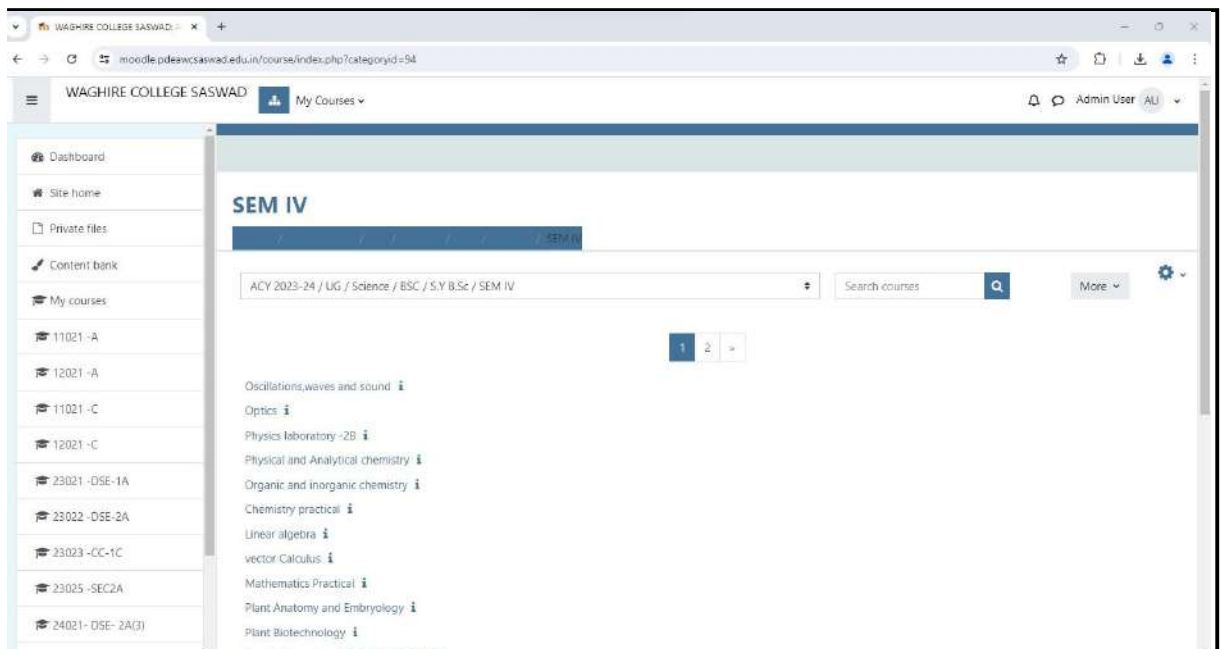 WAGHIRE COLLEGE SASWAD:
moodle.pdeawcsaswad.edu.in/course/index.php?categoryid=94
WAGHIRE COLLEGE SASWAD My Courses Admin User AU
Dashboard
Site home
Private files
Content bank
My courses
11021 -A
12021 -A
11021 -C
12021 -C
23021 -DSE-1A
23022 -DSE-2A
23023 -CC-1C
23025 -SEC2A
24021- DSE- 2A(3)
SEM IV
/ / / / / / SEM IV
ACY 2023-24 / UG / Science / BSC / S.Y B.Sc / SEM IV Search courses More
1 2 »
Oscillations,waves and sound i
Optics i
Physics laboratory -2B i
Physical and Analytical chemistry i
Organic and inorganic chemistry i
Chemistry practical i
Linear algebra i
vector Calculus i
Mathematics Practical i
Plant Anatomy and Embryology i
Plant Biotechnology i